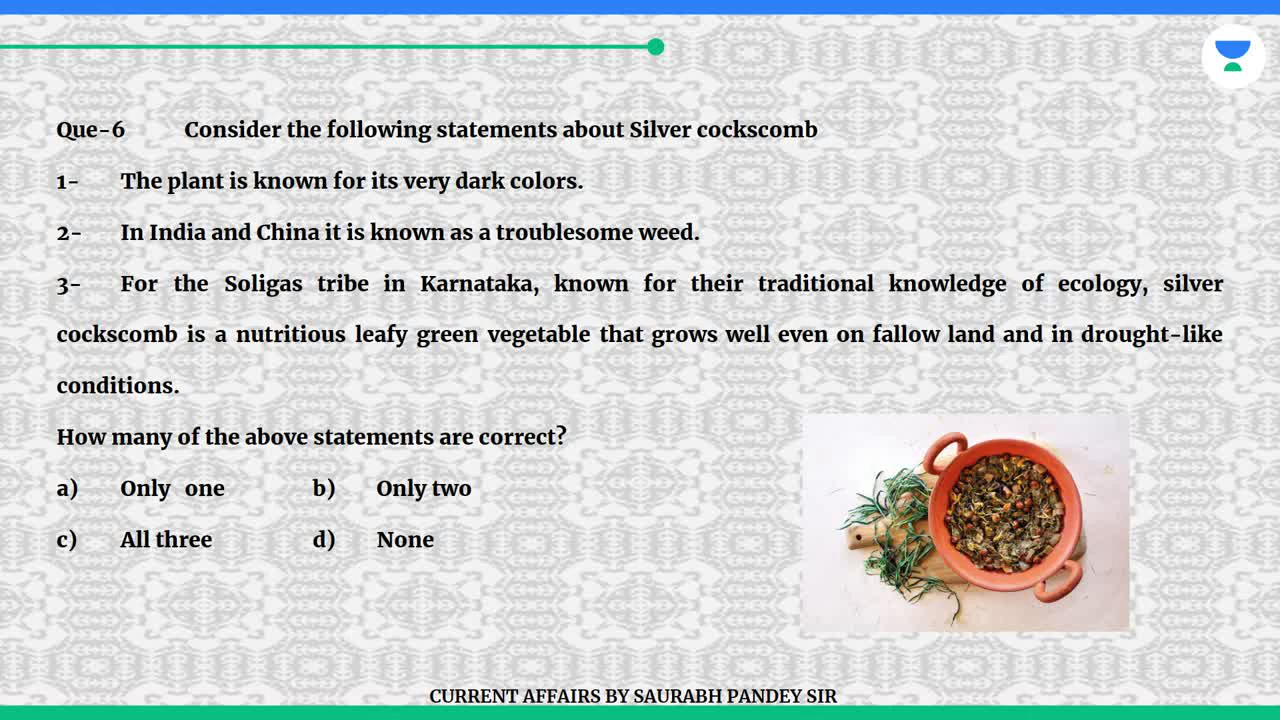 Que-6 Consider the following statements about Silver cockscomb
1- The plant is known for its very dark colors.
2- In India and China it is known as a troublesome weed.
3- For the Soligas tribe in Karnataka, known for their traditional knowledge of ecology, silver
cockscomb is a nutritious leafy green vegetable that grows well even on fallow land and in drought-like
conditions.
How many of the above statements are correct?
a) Only one b) Only two
c) All three d) None
CURRENT AFFAIRS BY SAURABH PANDEY SIR